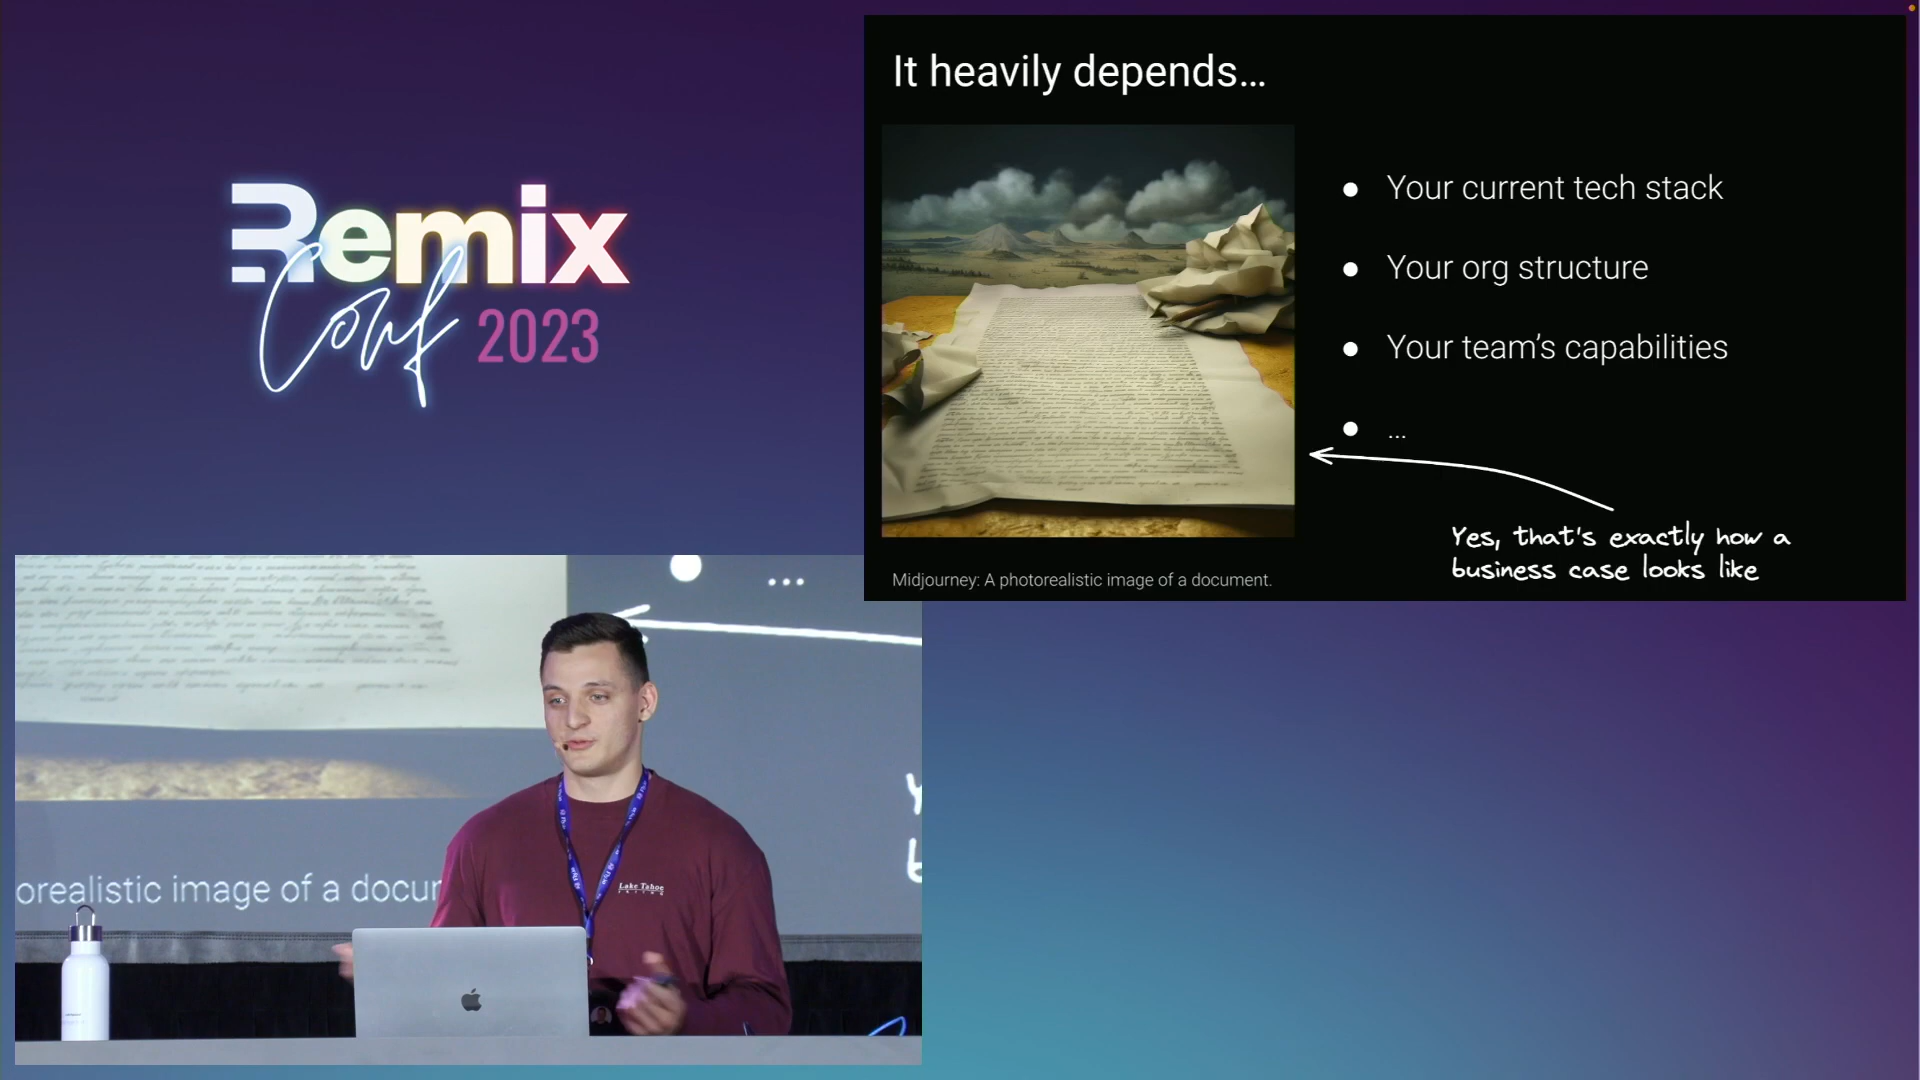 Remix
Conf 2023
It heavily depends...
● Your current tech stack
● Your org structure
● Your team's capabilities
● ...
Yes, that's exactly how a
business case looks like
Midjourney: A photorealistic image of a document.
...
orealistic image of a docur
Lake Tahoe